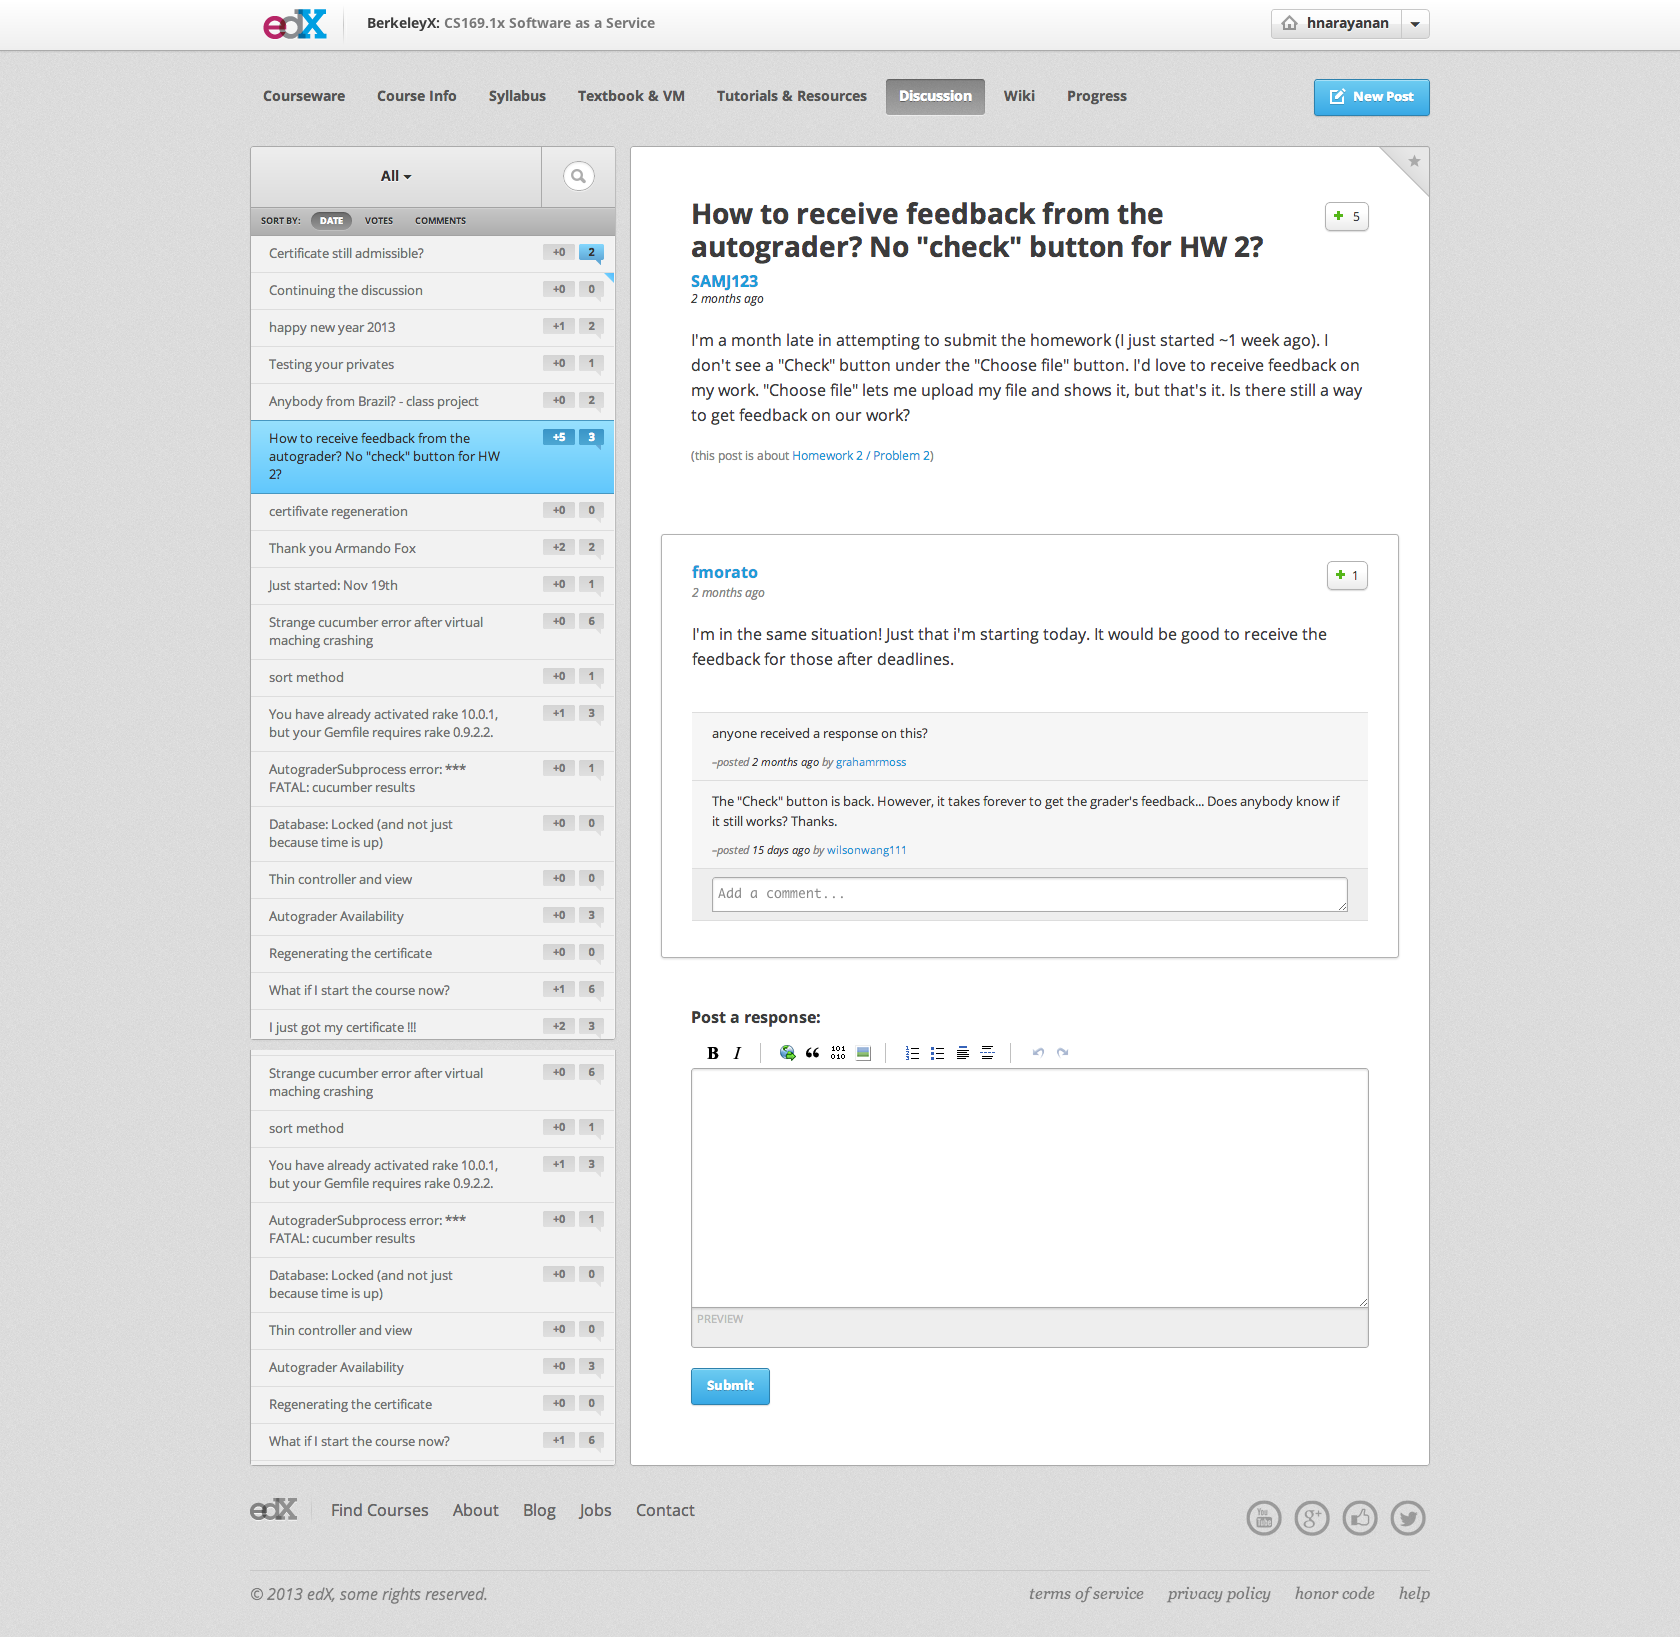 edX
BerkeleyX: CS169.1x Software as a Service
hnarayanan
Courseware
Course Info
Syllabus
Textbook & VM
Tutorials & Resources
Discussion
Wiki
Progress
New Post
All
SORT BY: DATE VOTES COMMENTS
Certificate still admissible? +0 2
Continuing the discussion +0 0
happy new year 2013 +1 2
Testing your privates +0 1
Anybody from Brazil? - class project +0 2
How to receive feedback from the +5 3
autograder? No "check" button for HW
2?
certifivate regeneration +0 0
Thank you Armando Fox +2 2
Just started: Nov 19th +0 1
Strange cucumber error after virtual +0 6
maching crashing
sort method +0 1
You have already activated rake 10.0.1, +1 3
but your Gemfile requires rake 0.9.2.2.
AutograderSubprocess error: *** +0 1
FATAL: cucumber results
Database: Locked (and not just +0 0
because time is up)
Thin controller and view +0 0
Autograder Availability +0 3
Regenerating the certificate +0 0
What if I start the course now? +1 6
I just got my certificate !!! +2 3
Strange cucumber error after virtual +0 6
maching crashing
sort method +0 1
You have already activated rake 10.0.1, +1 3
but your Gemfile requires rake 0.9.2.2.
AutograderSubprocess error: *** +0 1
FATAL: cucumber results
Database: Locked (and not just +0 0
because time is up)
Thin controller and view +0 0
Autograder Availability +0 3
Regenerating the certificate +0 0
What if I start the course now? +1 6
How to receive feedback from the
autograder? No "check" button for HW 2?
+ 5
SAMJ123
2 months ago
I'm a month late in attempting to submit the homework (I just started ~1 week ago). I
don't see a "Check" button under the "Choose file" button. I'd love to receive feedback on
my work. "Choose file" lets me upload my file and shows it, but that's it. Is there still a way
to get feedback on our work?
(this post is about Homework 2 / Problem 2)
fmorato
+ 1
2 months ago
I'm in the same situation! Just that i'm starting today. It would be good to receive the
feedback for those after deadlines.
anyone received a response on this?
–posted 2 months ago by grahamrmoss
The "Check" button is back. However, it takes forever to get the grader's feedback... Does anybody know if
it still works? Thanks.
–posted 15 days ago by wilsonwang111
Add a comment...
Post a response:
B I “ 101 010
PREVIEW
Submit
edX
Find Courses
About
Blog
Jobs
Contact
You Tube
g+
© 2013 edX, some rights reserved.
terms of service
privacy policy
honor code
help